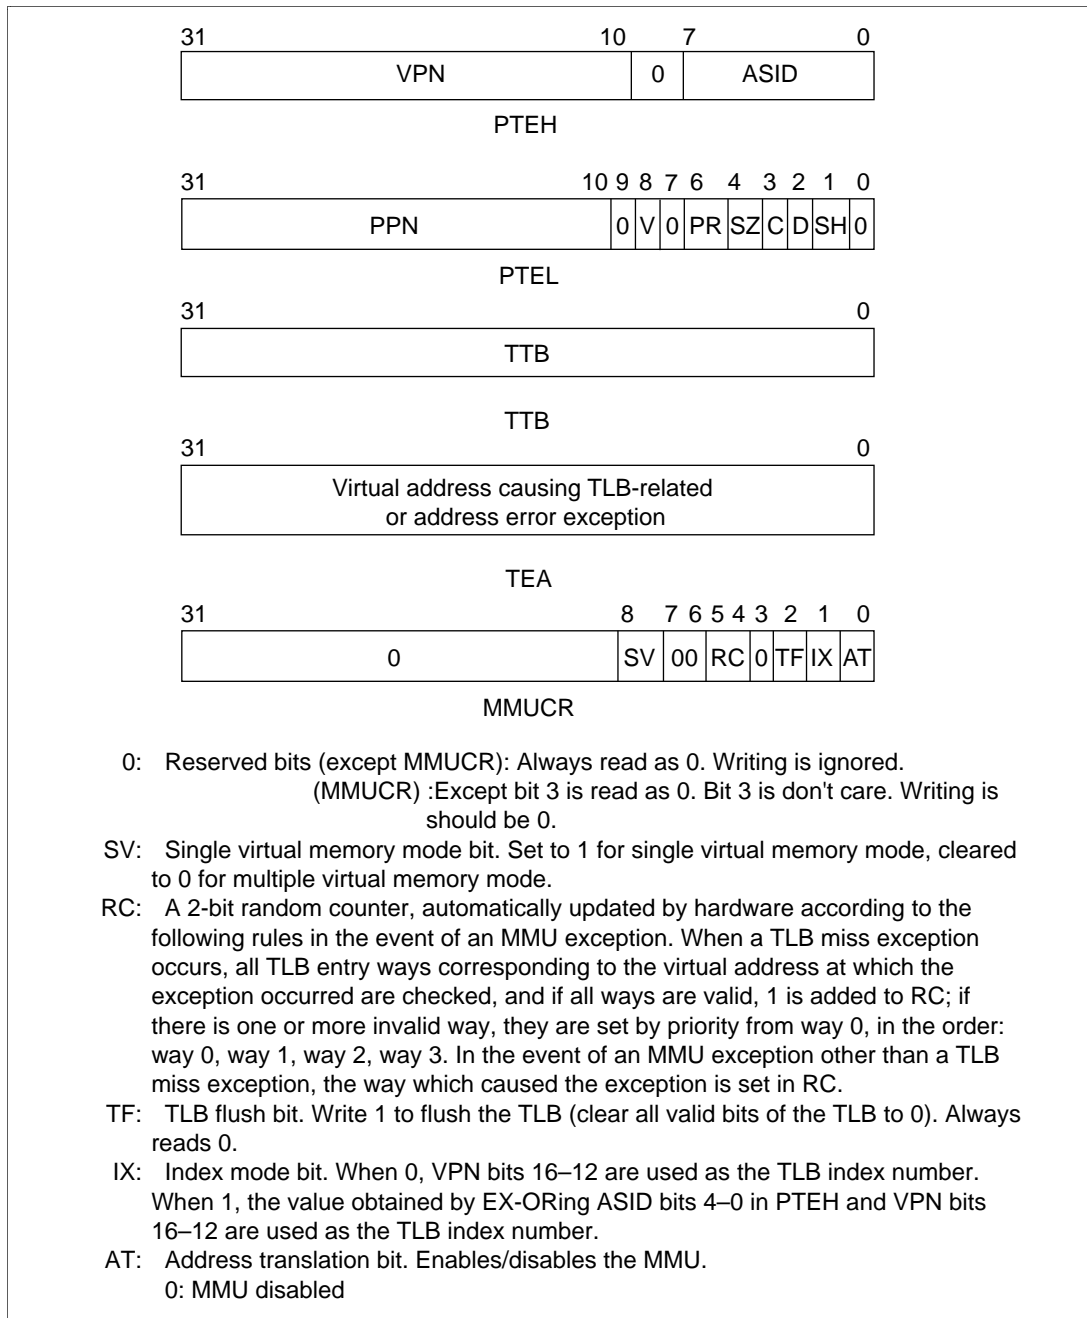 31 10 7 0
VPN 0 ASID
PTEH
31 10 9 8 7 6 4 3 2 1 0
PPN 0 V 0 PR SZ C D SH 0
PTEL
31 0
TTB
TTB
31 0
Virtual address causing TLB-related
or address error exception
TEA
31 8 7 6 5 4 3 2 1 0
0 SV 00 RC 0 TF IX AT
MMUCR
0: Reserved bits (except MMUCR): Always read as 0. Writing is ignored.
(MMUCR) :Except bit 3 is read as 0. Bit 3 is don't care. Writing is
should be 0.
SV: Single virtual memory mode bit. Set to 1 for single virtual memory mode, cleared
to 0 for multiple virtual memory mode.
RC: A 2-bit random counter, automatically updated by hardware according to the
following rules in the event of an MMU exception. When a TLB miss exception
occurs, all TLB entry ways corresponding to the virtual address at which the
exception occurred are checked, and if all ways are valid, 1 is added to RC; if
there is one or more invalid way, they are set by priority from way 0, in the order:
way 0, way 1, way 2, way 3. In the event of an MMU exception other than a TLB
miss exception, the way which caused the exception is set in RC.
TF: TLB flush bit. Write 1 to flush the TLB (clear all valid bits of the TLB to 0). Always
reads 0.
IX: Index mode bit. When 0, VPN bits 16–12 are used as the TLB index number.
When 1, the value obtained by EX-ORing ASID bits 4–0 in PTEH and VPN bits
16–12 are used as the TLB index number.
AT: Address translation bit. Enables/disables the MMU.
0: MMU disabled